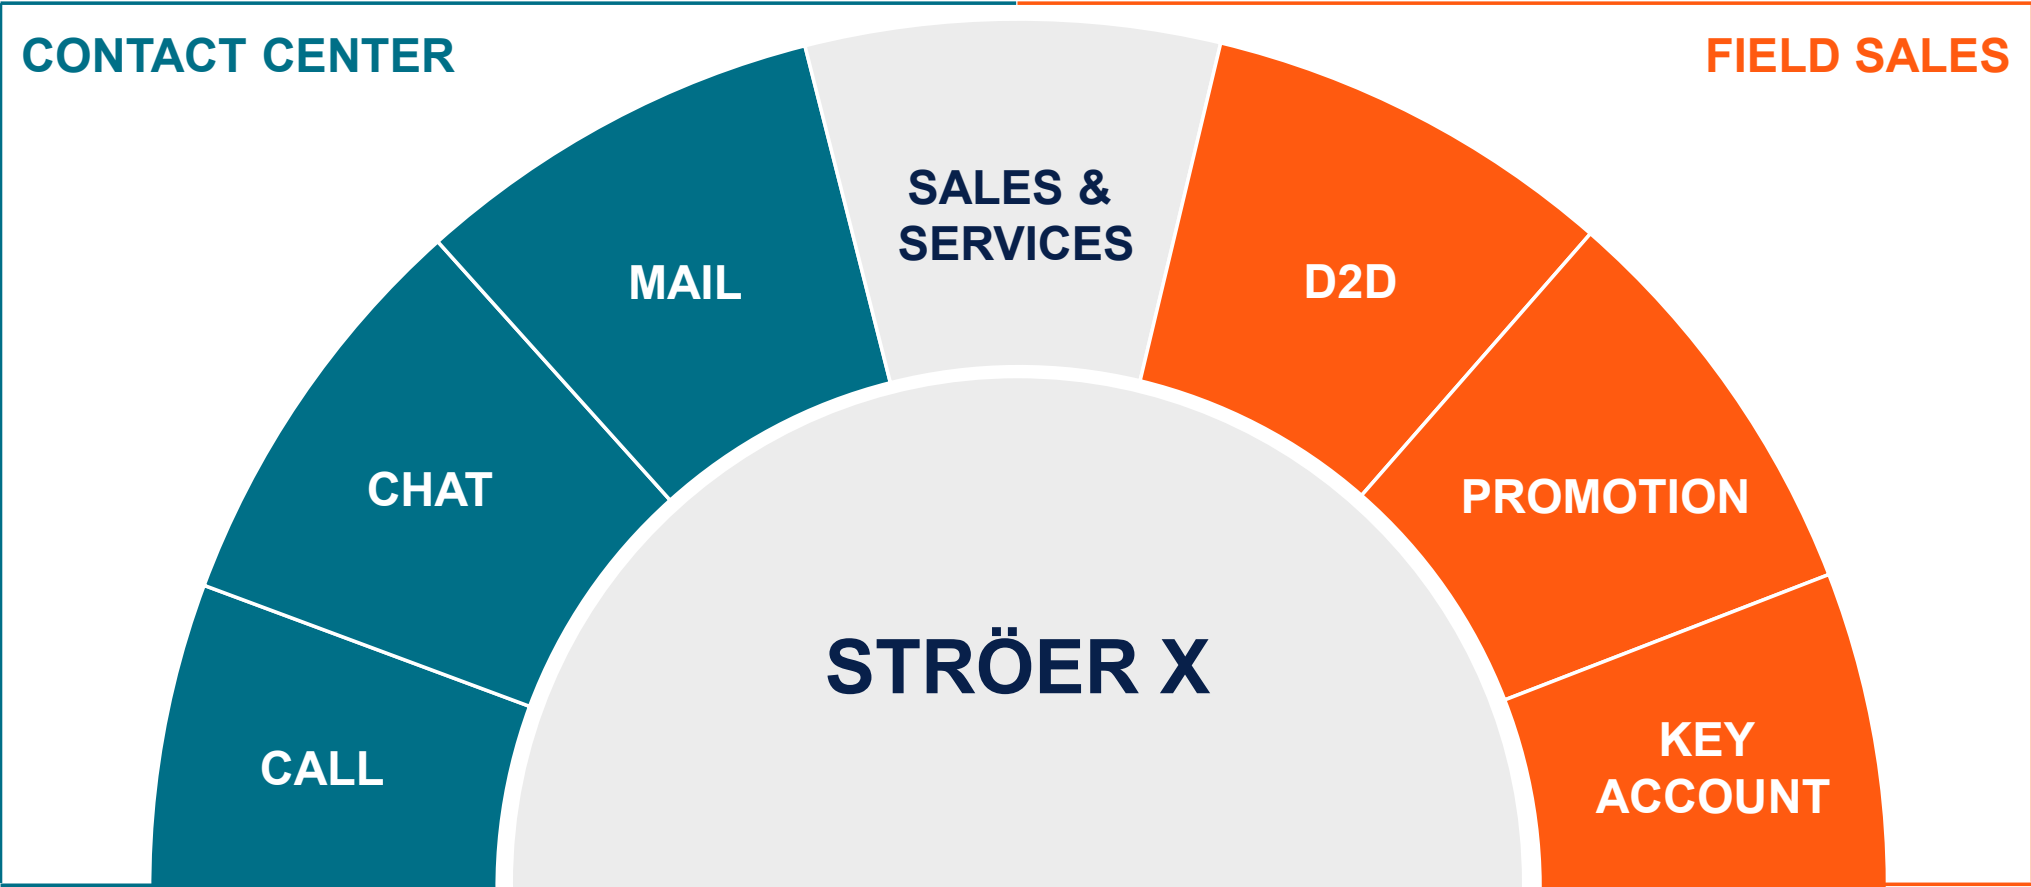 CONTACT CENTER
FIELD SALES
SALES &
SERVICES
MAIL
D2D
CHAT
PROMOTION
STRÖER X
CALL
KEY
ACCOUNT